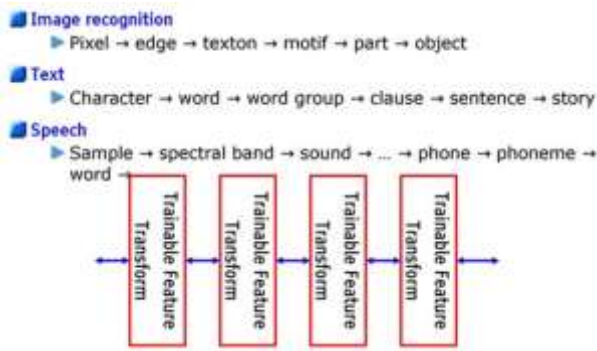 Image recognition
Pixel → edge → texton → motif → part → object
Text
Character → word → word group → clause → sentence → story
Speech
Sample → spectral band → sound → … → phone → phoneme →
word →
Trainable Feature
Transform
Trainable Feature
Transform
Trainable Feature
Transform
Trainable Feature
Transform